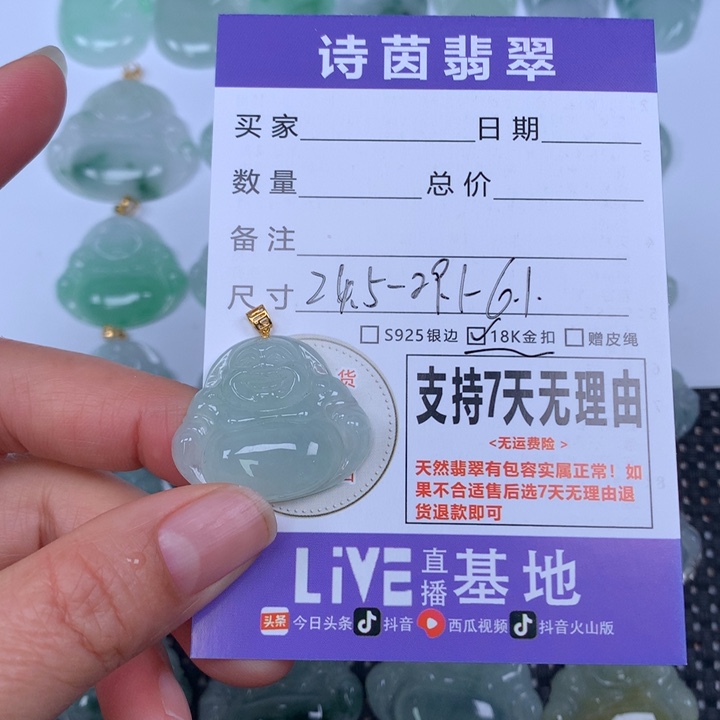 诗茵翡翠
买家 日期
数量 总价
备注
尺寸 24.5-29.1-6.1.
S925银边 ✓18K金扣 赠皮绳
货
支持7天无理由
<无运费险>
天然翡翠有包容实属正常！如
果不合适售后选7天无理由退
货退款即可
LiVE直播基地
头条 今日头条 抖音 西瓜视频 抖音火山版